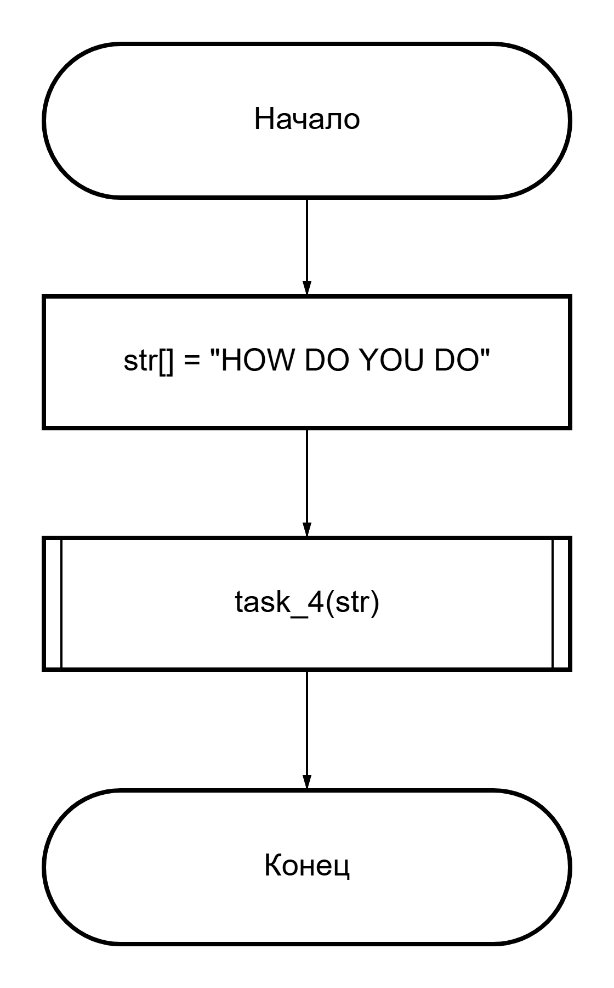 Начало
str[] = "HOW DO YOU DO"
task_4(str)
Конец